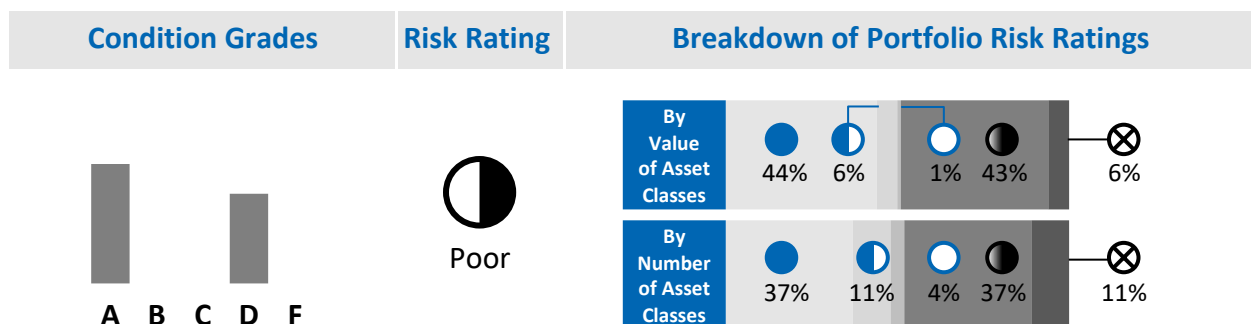 Condition Grades
Risk Rating
Breakdown of Portfolio Risk Ratings
A B C D F
Poor
By
Value
of Asset
Classes
44% 6% 1% 43% 6%
By
Number
of Asset
Classes
37% 11% 4% 37% 11%